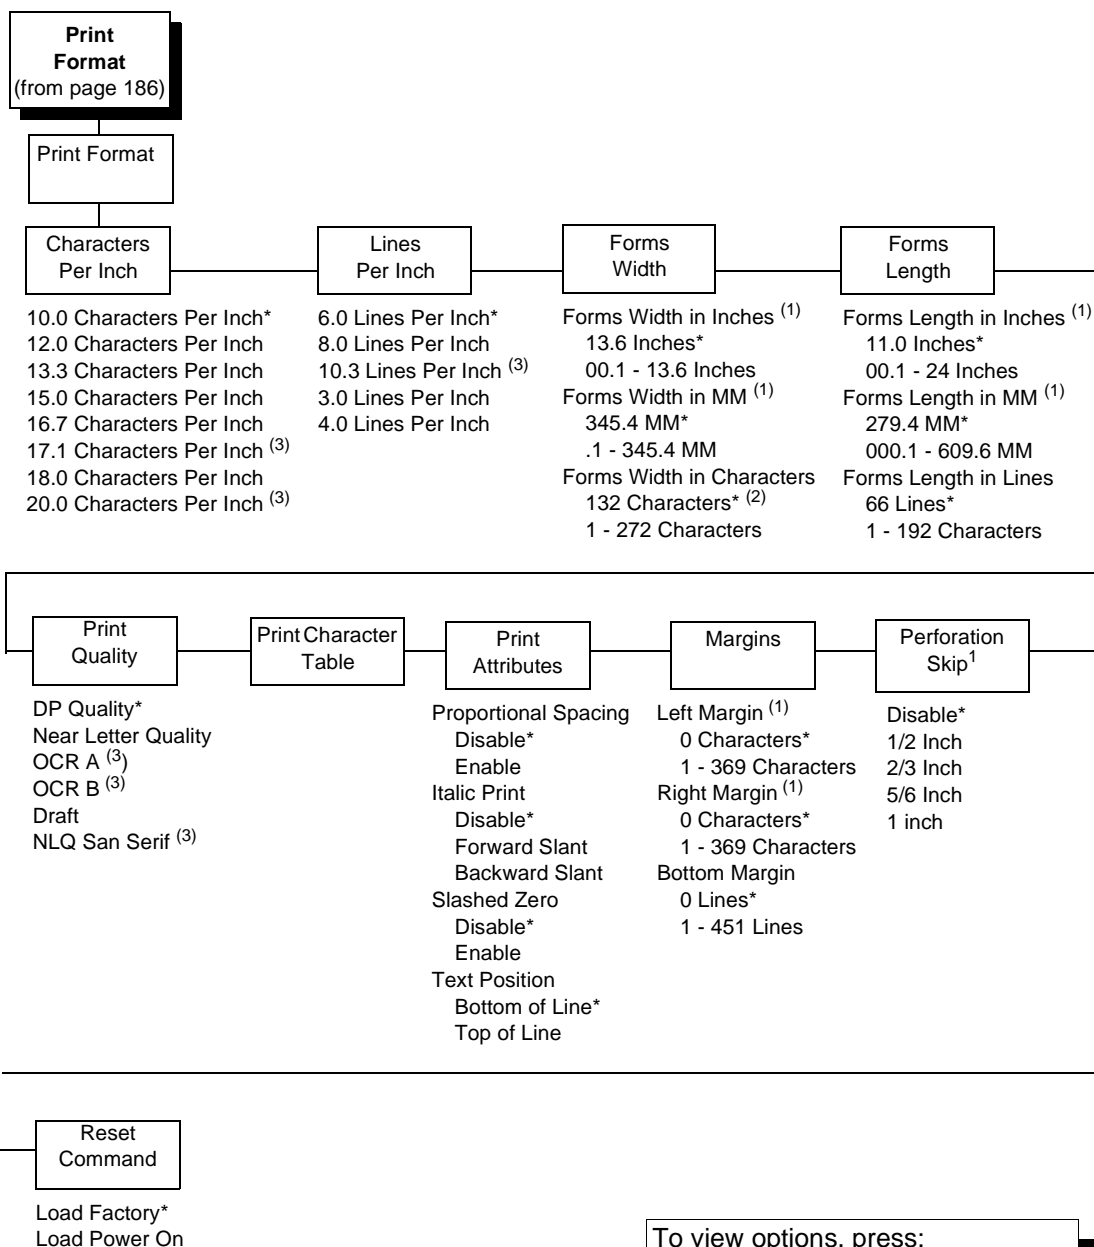 Print
Format
(from page 186)
Print Format
Characters
Per Inch
10.0 Characters Per Inch*
12.0 Characters Per Inch
13.3 Characters Per Inch
15.0 Characters Per Inch
16.7 Characters Per Inch
17.1 Characters Per Inch (3)
18.0 Characters Per Inch
20.0 Characters Per Inch (3)
Lines
Per Inch
6.0 Lines Per Inch*
8.0 Lines Per Inch
10.3 Lines Per Inch (3)
3.0 Lines Per Inch
4.0 Lines Per Inch
Forms
Width
Forms Width in Inches (1)
13.6 Inches*
00.1 - 13.6 Inches
Forms Width in MM (1)
345.4 MM*
.1 - 345.4 MM
Forms Width in Characters
132 Characters* (2)
1 - 272 Characters
Forms
Length
Forms Length in Inches (1)
11.0 Inches*
00.1 - 24 Inches
Forms Length in MM (1)
279.4 MM*
000.1 - 609.6 MM
Forms Length in Lines
66 Lines*
1 - 192 Characters
Print
Quality
DP Quality*
Near Letter Quality
OCR A (3)
OCR B (3)
Draft
NLQ San Serif (3)
Print Character
Table
Print
Attributes
Proportional Spacing
Disable*
Enable
Italic Print
Disable*
Forward Slant
Backward Slant
Slashed Zero
Disable*
Enable
Text Position
Bottom of Line*
Top of Line
Margins
Left Margin (1)
0 Characters*
1 - 369 Characters
Right Margin (1)
0 Characters*
1 - 369 Characters
Bottom Margin
0 Lines*
1 - 451 Lines
Perforation
Skip1
Disable*
1/2 Inch
2/3 Inch
5/6 Inch
1 inch
Reset
Command
Load Factory*
Load Power On
To view options, press: